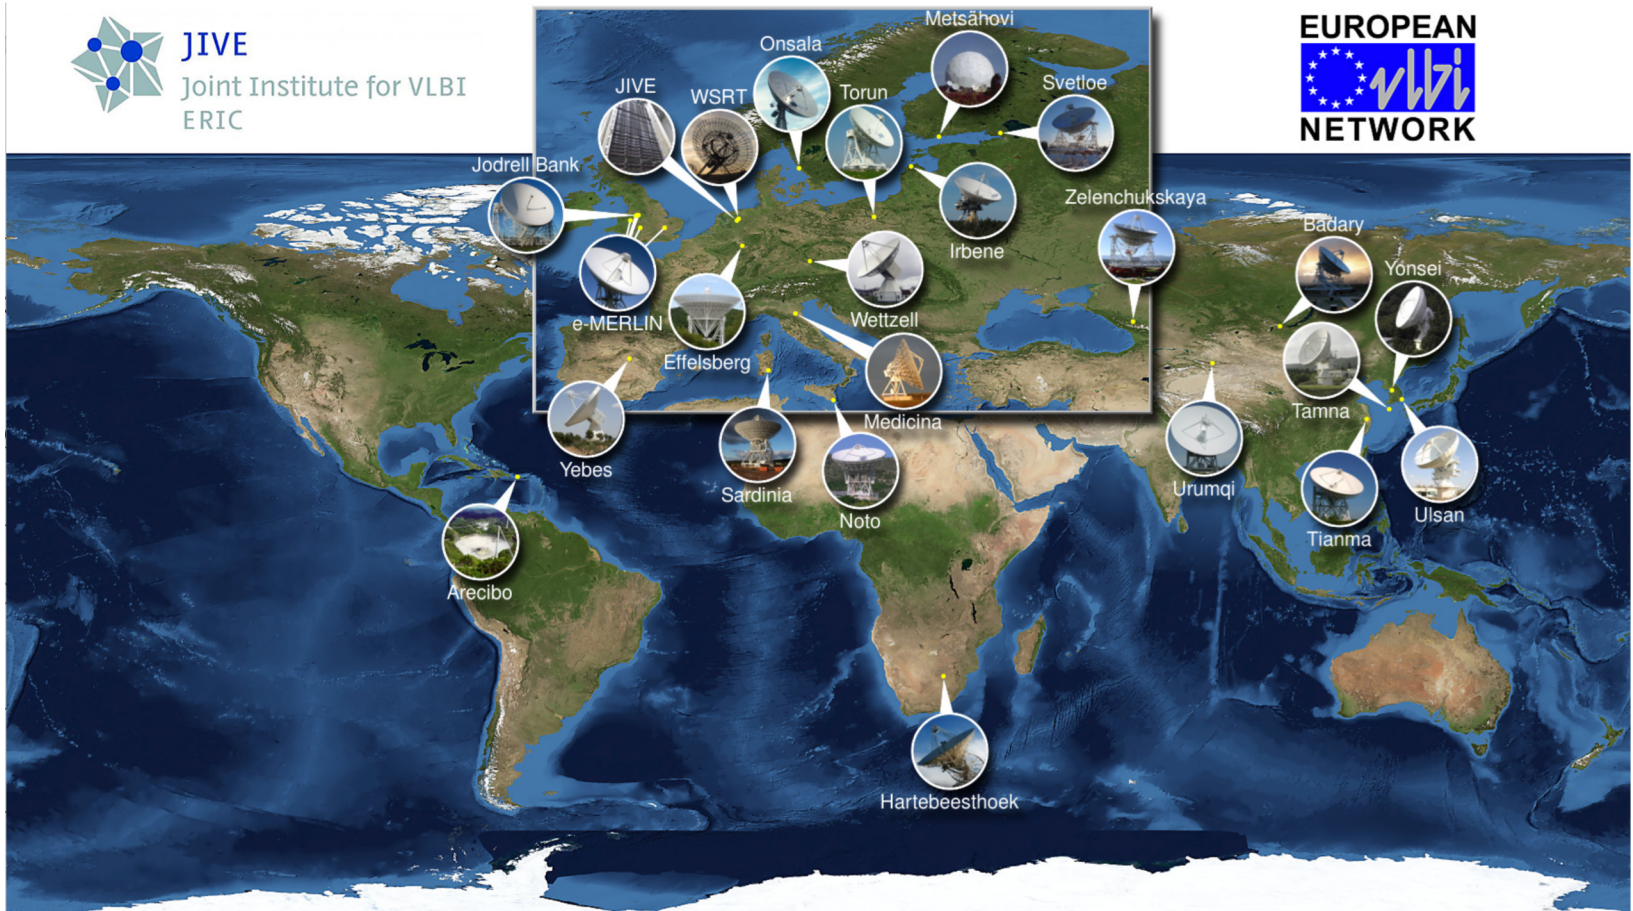 JIVE
Joint Institute for VLBI
ERIC
EUROPEAN
vlbi
NETWORK
Metsähovi
Onsala
JIVE
WSRT
Torun
Svetloe
Jodrell Bank
Zelenchukskaya
Irbene
Badary
Yonsei
e-MERLIN
Wettzell
Effelsberg
Medicina
Tamna
Yebes
Sardinia
Noto
Urumqi
Ulsan
Tianma
Arecibo
Hartebeesthoek